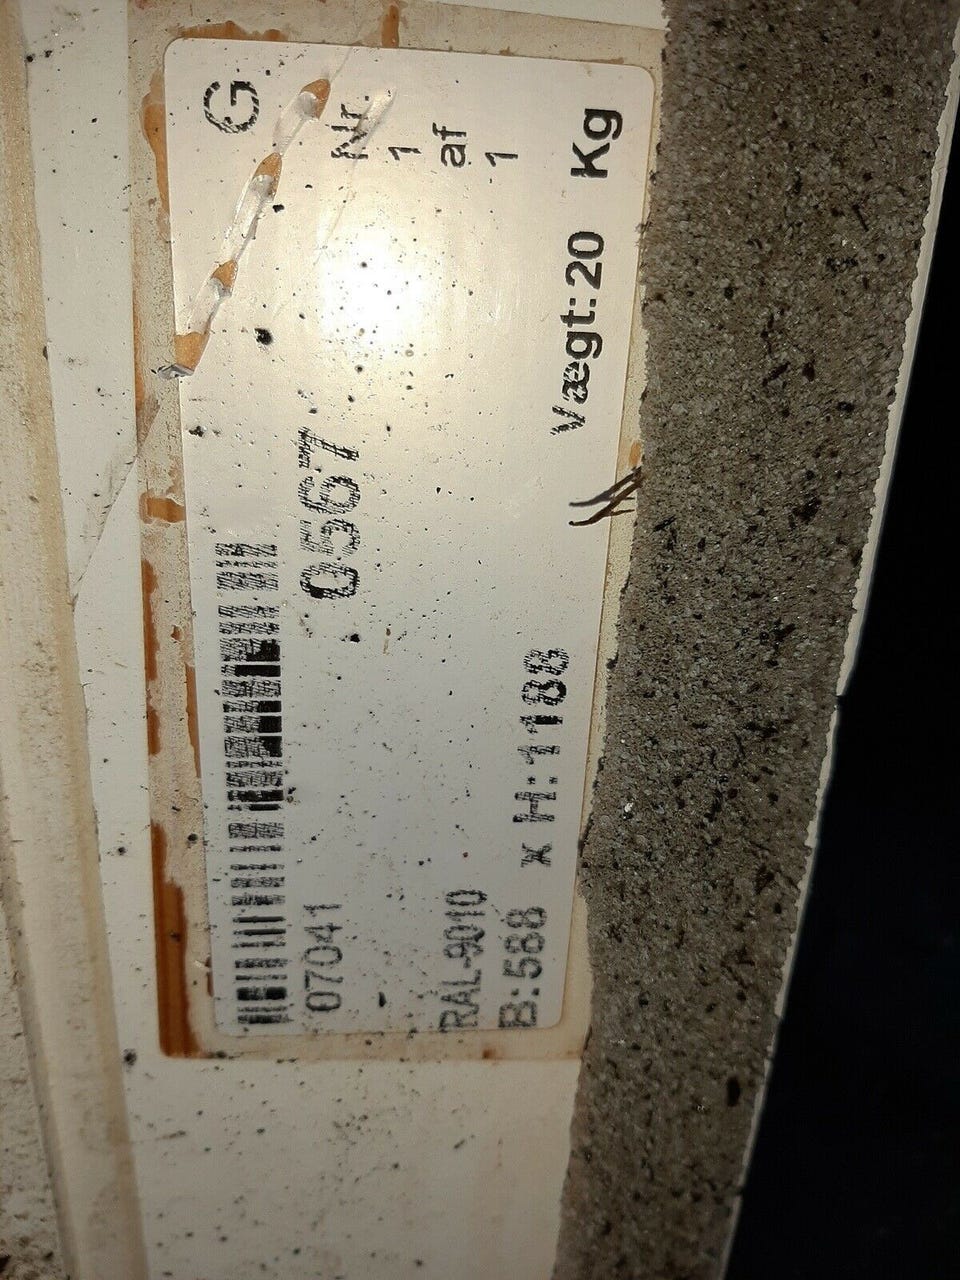 G
07041
0567
Nr.
1
af
1
RAL-9010
B:588 x H:1188
Vægt:20 Kg